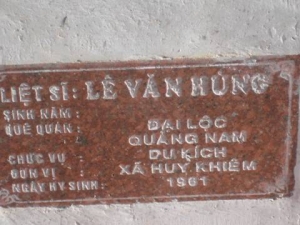 LIỆT SĨ: LÊ VĂN HÙNG
SINH NĂM :
QUÊ QUÁN : ĐẠI LỘC
QUẢNG NAM
CHỨC VỤ : DU KÍCH
ĐƠN VỊ : XÃ HUY KHIÊM
NGÀY HY SINH: 1961